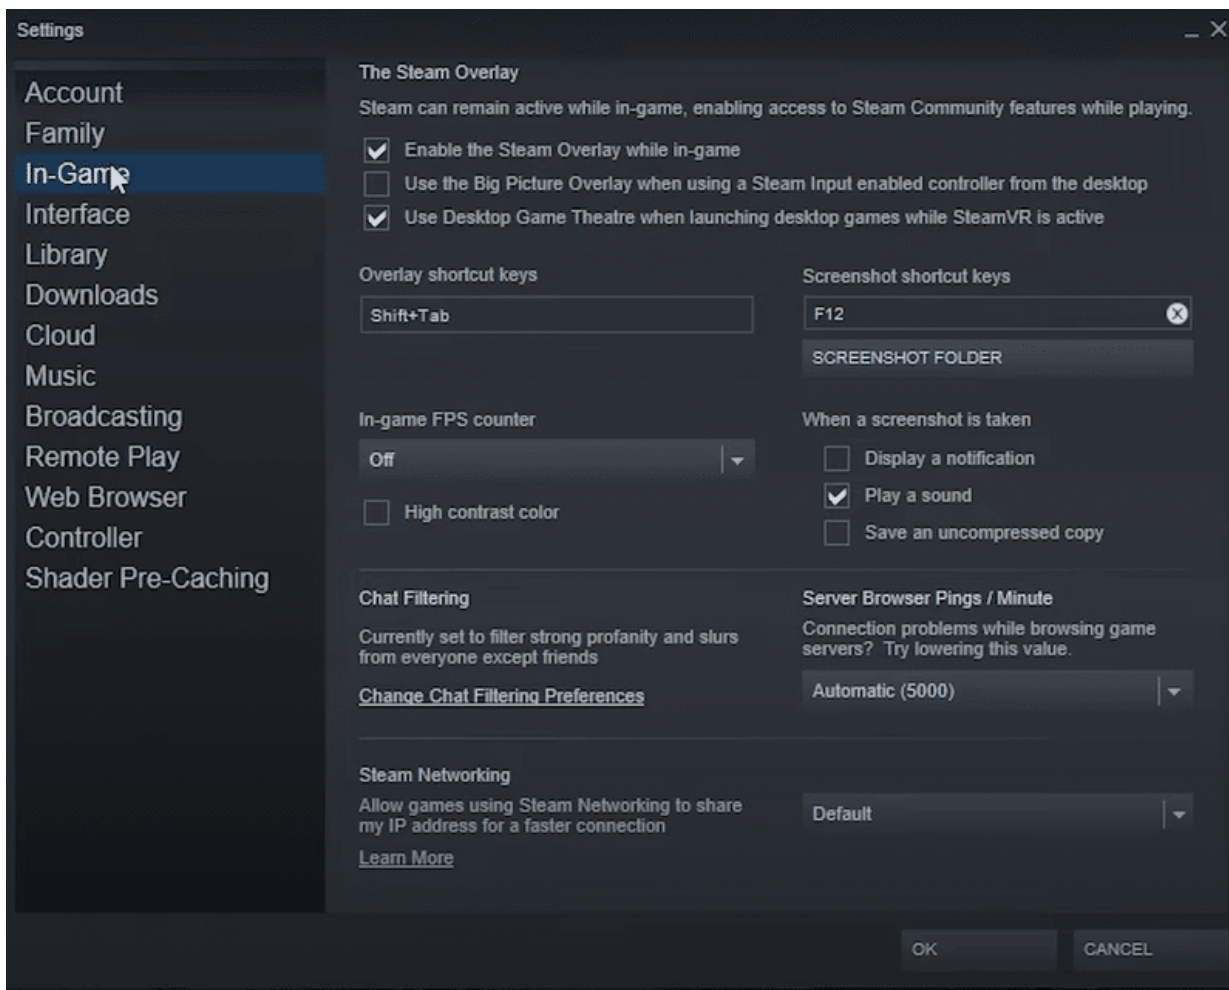 Settings
Account
Family
In-Game
Interface
Library
Downloads
Cloud
Music
Broadcasting
Remote Play
Web Browser
Controller
Shader Pre-Caching
The Steam Overlay
Steam can remain active while in-game, enabling access to Steam Community features while playing.
Enable the Steam Overlay while in-game
Use the Big Picture Overlay when using a Steam Input enabled controller from the desktop
Use Desktop Game Theatre when launching desktop games while SteamVR is active
Overlay shortcut keys
Shift+Tab
Screenshot shortcut keys
F12
SCREENSHOT FOLDER
In-game FPS counter
Off
High contrast color
When a screenshot is taken
Display a notification
Play a sound
Save an uncompressed copy
Chat Filtering
Currently set to filter strong profanity and slurs
from everyone except friends
Change Chat Filtering Preferences
Server Browser Pings / Minute
Connection problems while browsing game
servers? Try lowering this value.
Automatic (5000)
Steam Networking
Allow games using Steam Networking to share
my IP address for a faster connection
Learn More
Default
OK
CANCEL